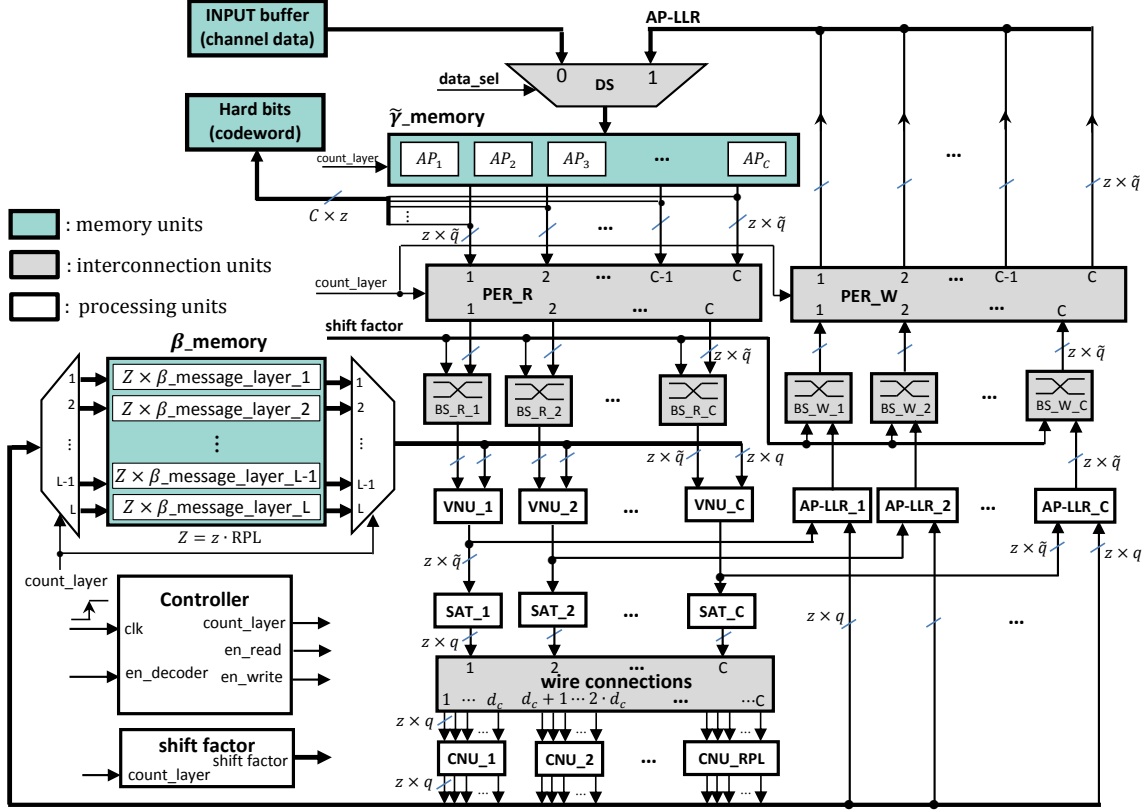 INPUT buffer
(channel data)
AP-LLR
0 1
DS
data_sel
Hard bits
(codeword)
γ̃_memory
count_layer
AP₁ AP₂ AP₃ ... AP_C
...
C × z
⋮
z × q̃ ... z × q̃
z × q̃
: memory units
: interconnection units
: processing units
count_layer
1 2 ... C-1 C
PER_R
1 2 ... C
1 2 ... C-1 C
PER_W
1 2 ... C
shift factor
z × q̃
z × q̃
β_memory
1 Z × β_message_layer_1 1
2 Z × β_message_layer_2 2
⋮ ⋮ ⋮
L-1 Z × β_message_layer_L-1 L-1
L Z × β_message_layer_L L
Z = z · RPL
count_layer
BS_R_1 BS_R_2 ... BS_R_C
BS_W_1 BS_W_2 ... BS_W_C
z × q̃ z × q
z × q̃
VNU_1 VNU_2 ... VNU_C
AP-LLR_1 AP-LLR_2 ... AP-LLR_C
z × q̃
z × q̃ z × q
SAT_1 SAT_2 ... SAT_C
z × q
z × q ... ...
1 2 ... C
wire connections
1 ... d_c d_c + 1 ... 2 · d_c ... ...C
z × q
... ... ...
CNU_1 CNU_2 ... CNU_RPL
z × q
... ... ...
Controller
clk
count_layer
en_read
en_decoder
en_write
shift factor
shift factor
count_layer